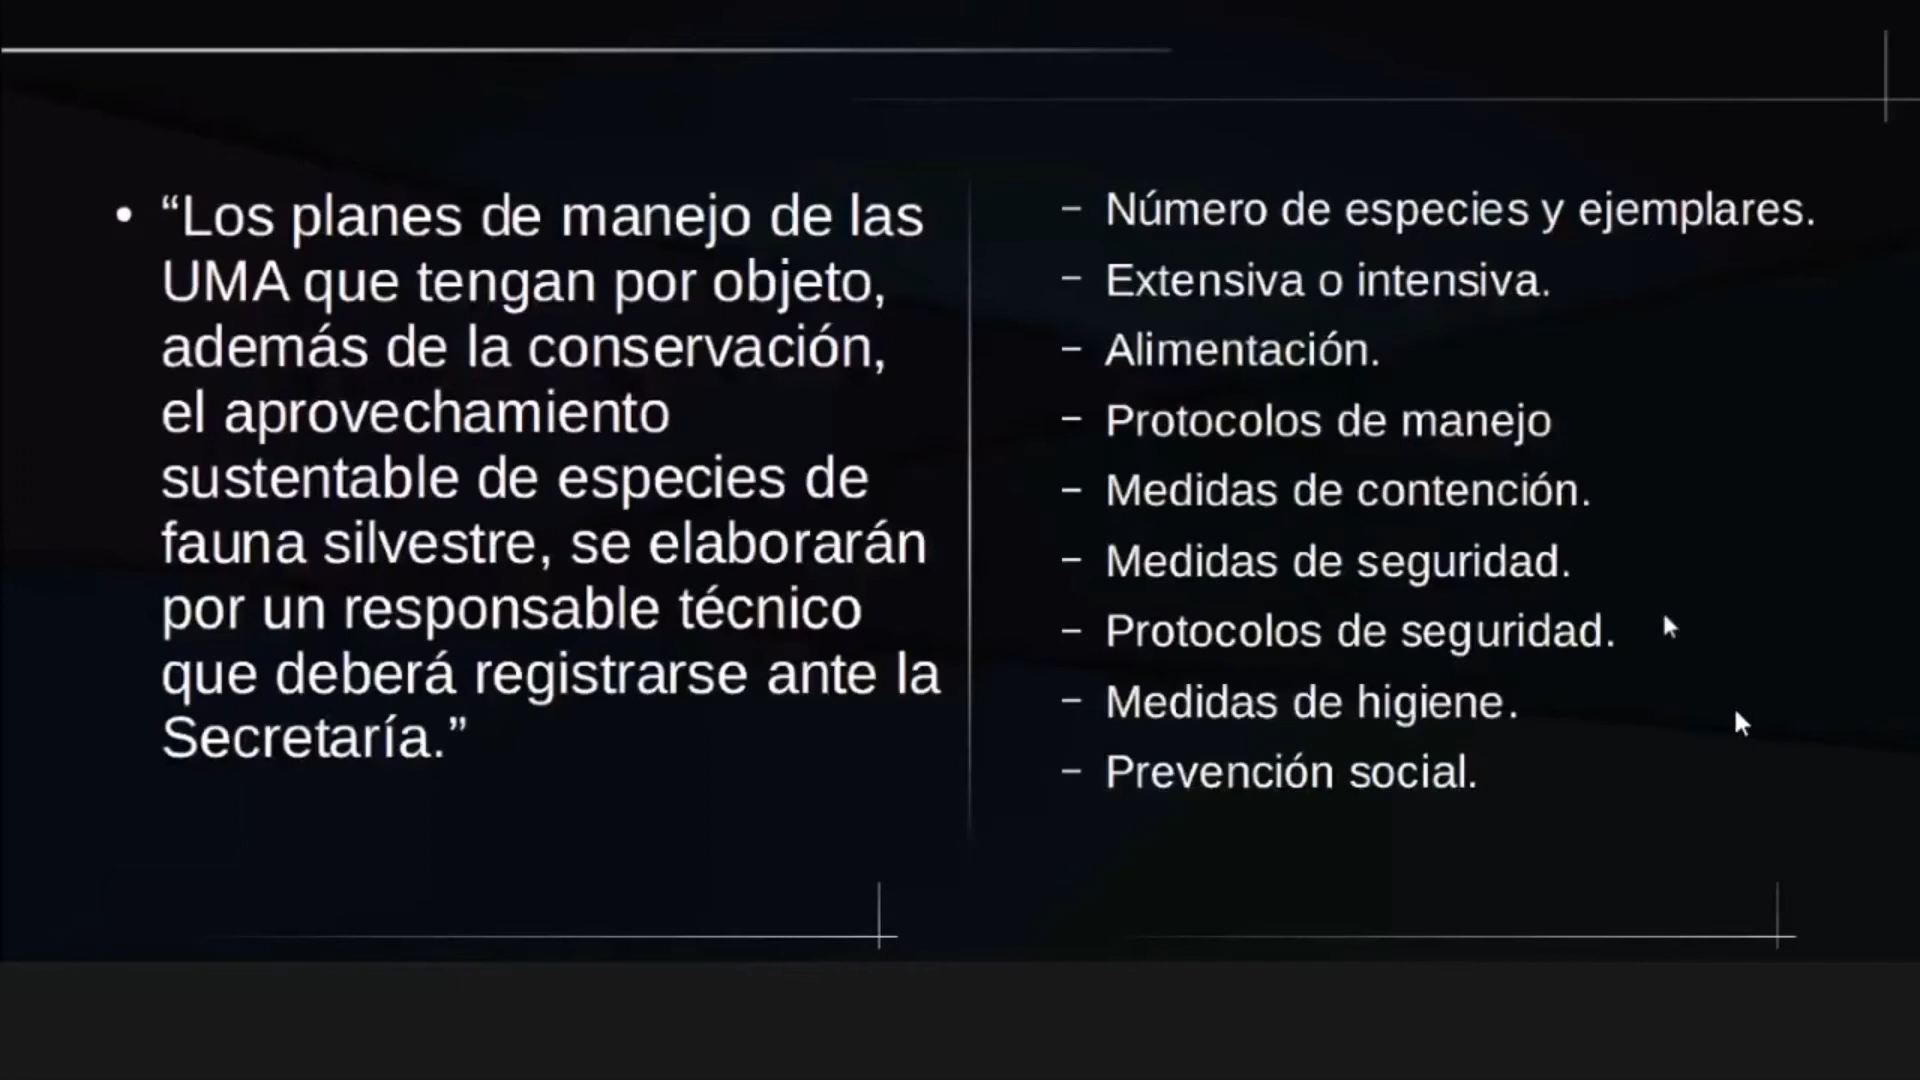 • “Los planes de manejo de las
UMA que tengan por objeto,
además de la conservación,
el aprovechamiento
sustentable de especies de
fauna silvestre, se elaborarán
por un responsable técnico
que deberá registrarse ante la
Secretaría.”
– Número de especies y ejemplares.
– Extensiva o intensiva.
– Alimentación.
– Protocolos de manejo
– Medidas de contención.
– Medidas de seguridad.
– Protocolos de seguridad.
– Medidas de higiene.
– Prevención social.